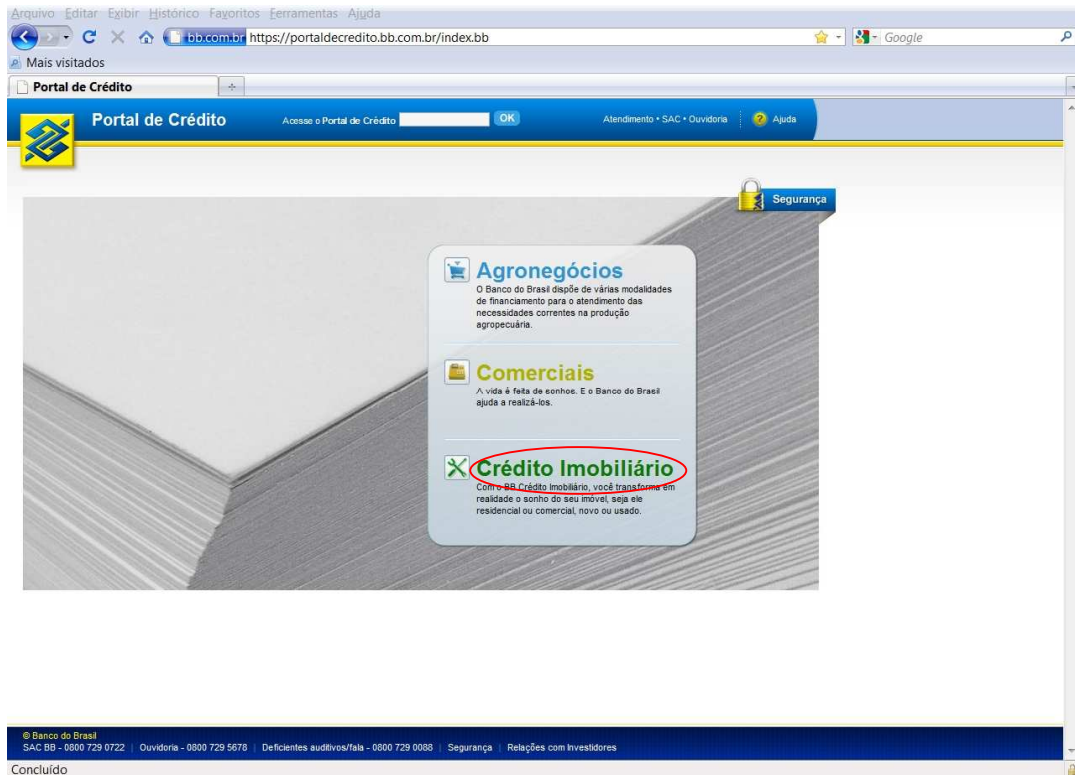 Arquivo Editar Exibir Histórico Favoritos Ferramentas Ajuda
bb.com.br https://portaldecredito.bb.com.br/index.bb
Google
Mais visitados
Portal de Crédito
Portal de Crédito
Acesse o Portal de Crédito
OK
Atendimento • SAC • Ouvidoria
? Ajuda
Segurança
Agronegócios
O Banco do Brasil dispõe de várias modalidades
de financiamento para o atendimento das
necessidades correntes na produção
agropecuária.
Comerciais
A vida é feita de sonhos. E o Banco do Brasil
ajuda a realizá-los.
Crédito Imobiliário
Com o BB Crédito Imobiliário, você transforma em
realidade o sonho do seu imóvel, seja ele
residencial ou comercial, novo ou usado.
© Banco do Brasil
SAC BB - 0800 729 0722 | Ouvidoria - 0800 729 5678 | Deficientes auditivos/fala - 0800 729 0088 | Segurança | Relações com Investidores
Concluído